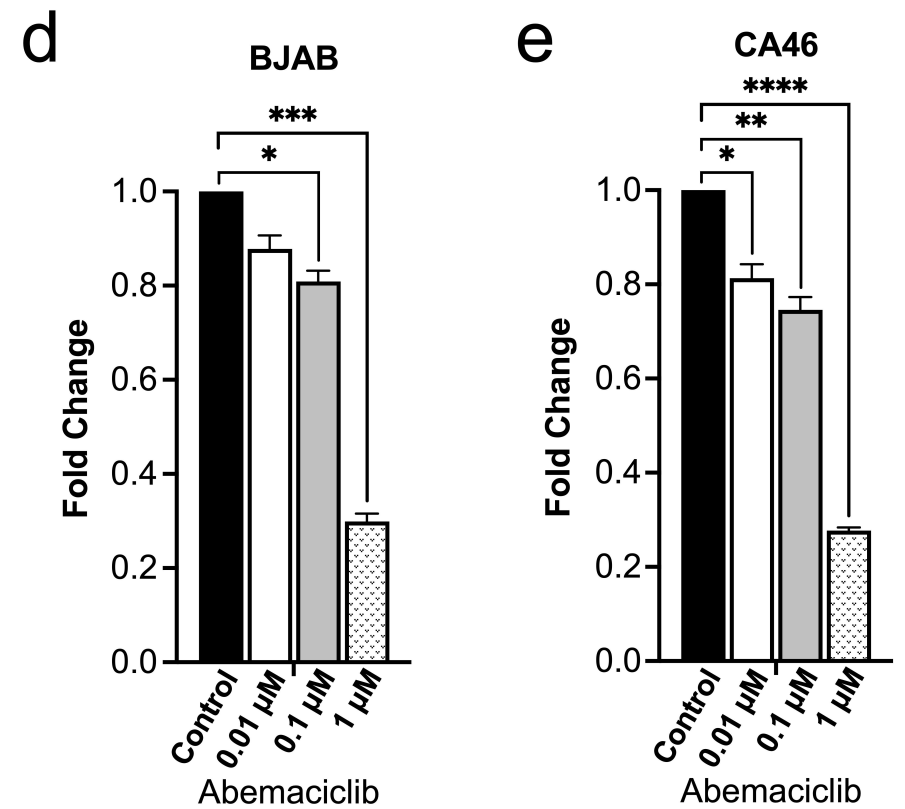 d
BJAB
***
*
1.0
0.8
0.6
0.4
0.2
0.0
Fold Change
Control
0.01 µM
0.1 µM
1 µM
Abemaciclib
e
CA46
****
**
*
1.0
0.8
0.6
0.4
0.2
0.0
Fold Change
Control
0.01 µM
0.1 µM
1 µM
Abemaciclib